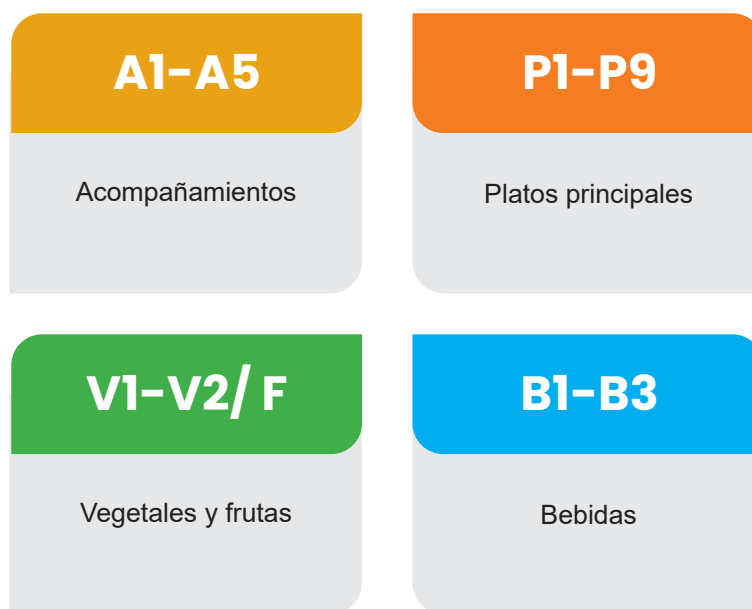 A1-A5
Acompañamientos
P1-P9
Platos principales
V1-V2/ F
Vegetales y frutas
B1-B3
Bebidas